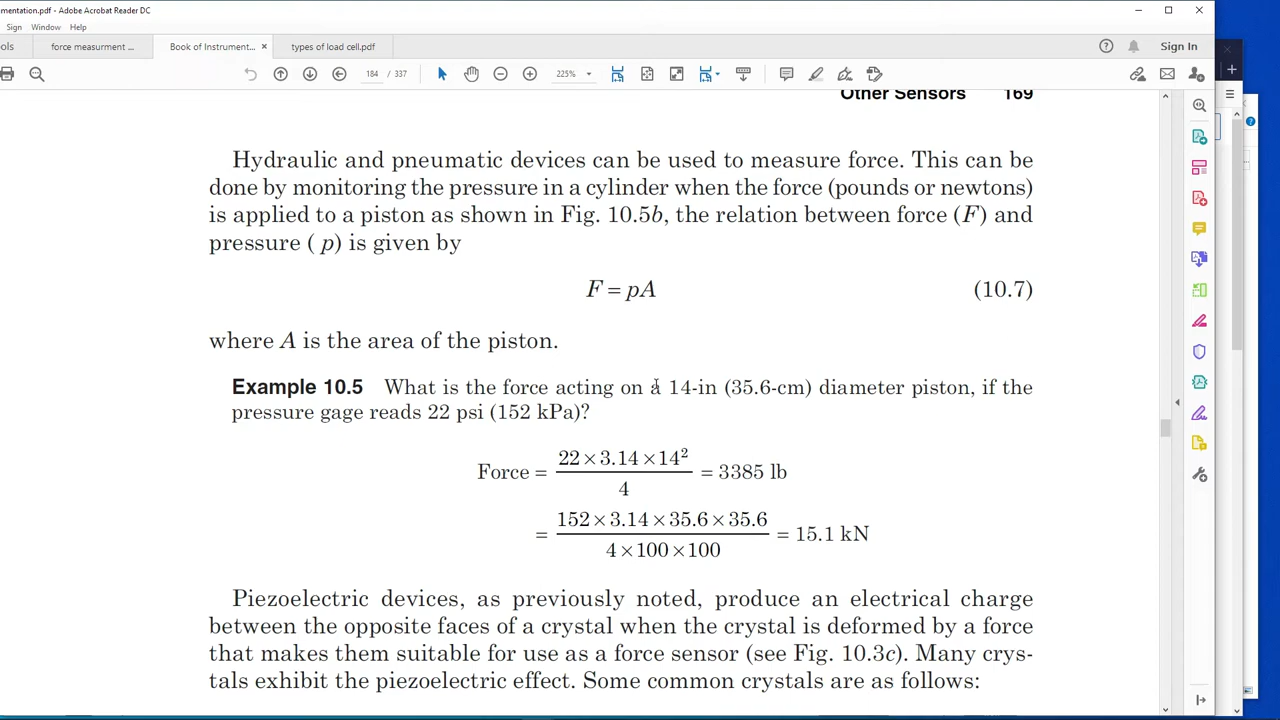 mentation.pdf - Adobe Acrobat Reader DC
Sign Window Help
ols force measurment ... Book of Instrument... × types of load cell.pdf Sign In
184 / 337 225%
Other Sensors 169
Hydraulic and pneumatic devices can be used to measure force. This can be
done by monitoring the pressure in a cylinder when the force (pounds or newtons)
is applied to a piston as shown in Fig. 10.5b, the relation between force (F) and
pressure ( p) is given by
F = pA (10.7)
where A is the area of the piston.
Example 10.5 What is the force acting on a 14-in (35.6-cm) diameter piston, if the
pressure gage reads 22 psi (152 kPa)?
Force = 22 × 3.14 × 14² / 4 = 3385 lb
= 152 × 3.14 × 35.6 × 35.6 / 4 × 100 × 100 = 15.1 kN
Piezoelectric devices, as previously noted, produce an electrical charge
between the opposite faces of a crystal when the crystal is deformed by a force
that makes them suitable for use as a force sensor (see Fig. 10.3c). Many crys-
tals exhibit the piezoelectric effect. Some common crystals are as follows: